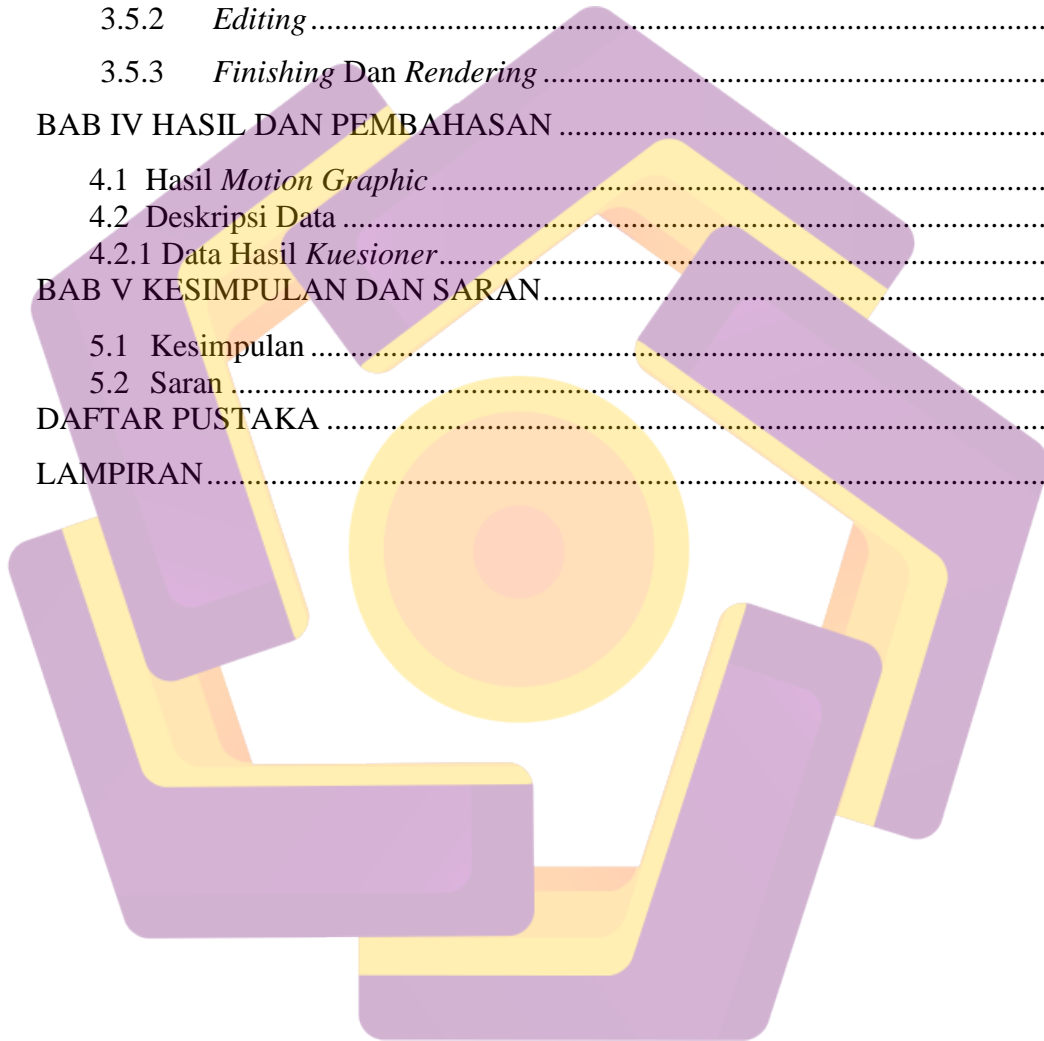 3.5.2 Editing ....................................................................................................
3.5.3 Finishing Dan Rendering ....................................................................
BAB IV HASIL DAN PEMBAHASAN ..................................................................
4.1 Hasil Motion Graphic ....................................................................................
4.2 Deskripsi Data ...............................................................................................
4.2.1 Data Hasil Kuesioner ..................................................................................
BAB V KESIMPULAN DAN SARAN ....................................................................
5.1 Kesimpulan ...................................................................................................
5.2 Saran .............................................................................................................
DAFTAR PUSTAKA ...............................................................................................
LAMPIRAN .............................................................................................................